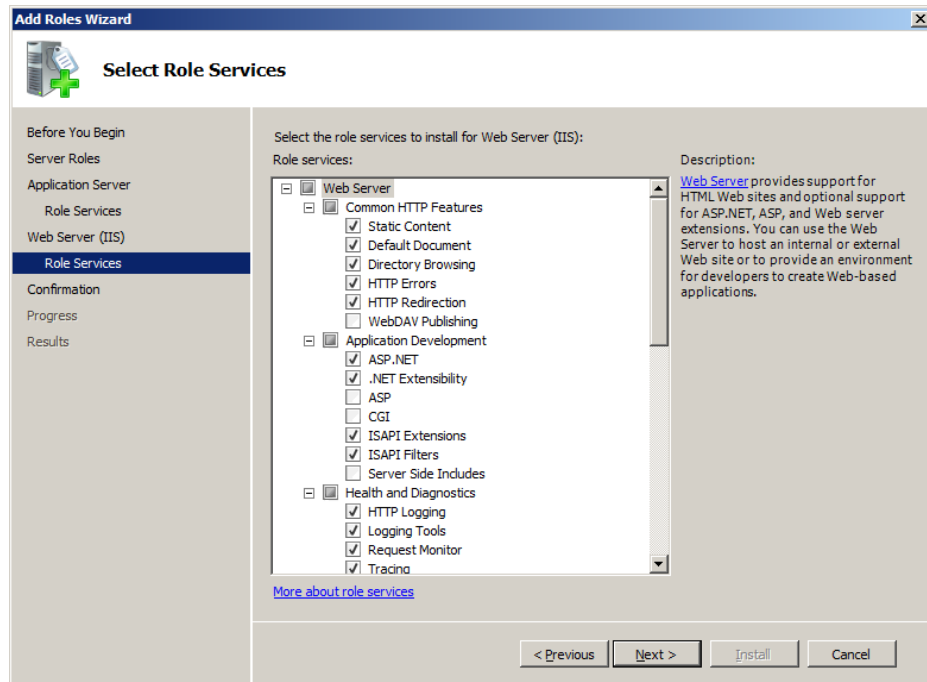 Add Roles Wizard
Select Role Services
Before You Begin
Server Roles
Application Server
Role Services
Web Server (IIS)
Role Services
Confirmation
Progress
Results
Select the role services to install for Web Server (IIS):
Role services:
Web Server
Common HTTP Features
Static Content
Default Document
Directory Browsing
HTTP Errors
HTTP Redirection
WebDAV Publishing
Application Development
ASP.NET
.NET Extensibility
ASP
CGI
ISAPI Extensions
ISAPI Filters
Server Side Includes
Health and Diagnostics
HTTP Logging
Logging Tools
Request Monitor
Tracing
More about role services
Description:
Web Server provides support for
HTML Web sites and optional support
for ASP.NET, ASP, and Web server
extensions. You can use the Web
Server to host an internal or external
Web site or to provide an environment
for developers to create Web-based
applications.
< Previous
Next >
Install
Cancel